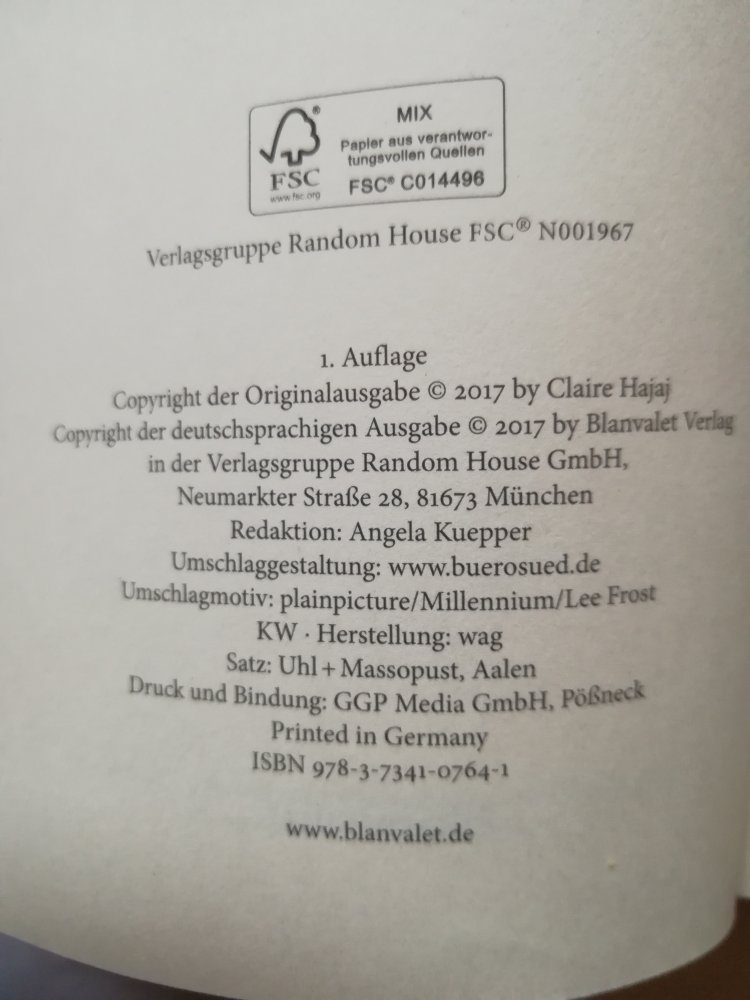 MIX
Papier aus verantwor-
tungsvollen Quellen
FSC® C014496
®
FSC
www.fsc.org
Verlagsgruppe Random House FSC® N001967
1. Auflage
Copyright der Originalausgabe © 2017 by Claire Hajaj
Copyright der deutschsprachigen Ausgabe © 2017 by Blanvalet Verlag
in der Verlagsgruppe Random House GmbH,
Neumarkter Straße 28, 81673 München
Redaktion: Angela Kuepper
Umschlaggestaltung: www.buerosued.de
Umschlagmotiv: plainpicture/Millennium/Lee Frost
KW · Herstellung: wag
Satz: Uhl + Massopust, Aalen
Druck und Bindung: GGP Media GmbH, Pößneck
Printed in Germany
ISBN 978-3-7341-0764-1
www.blanvalet.de